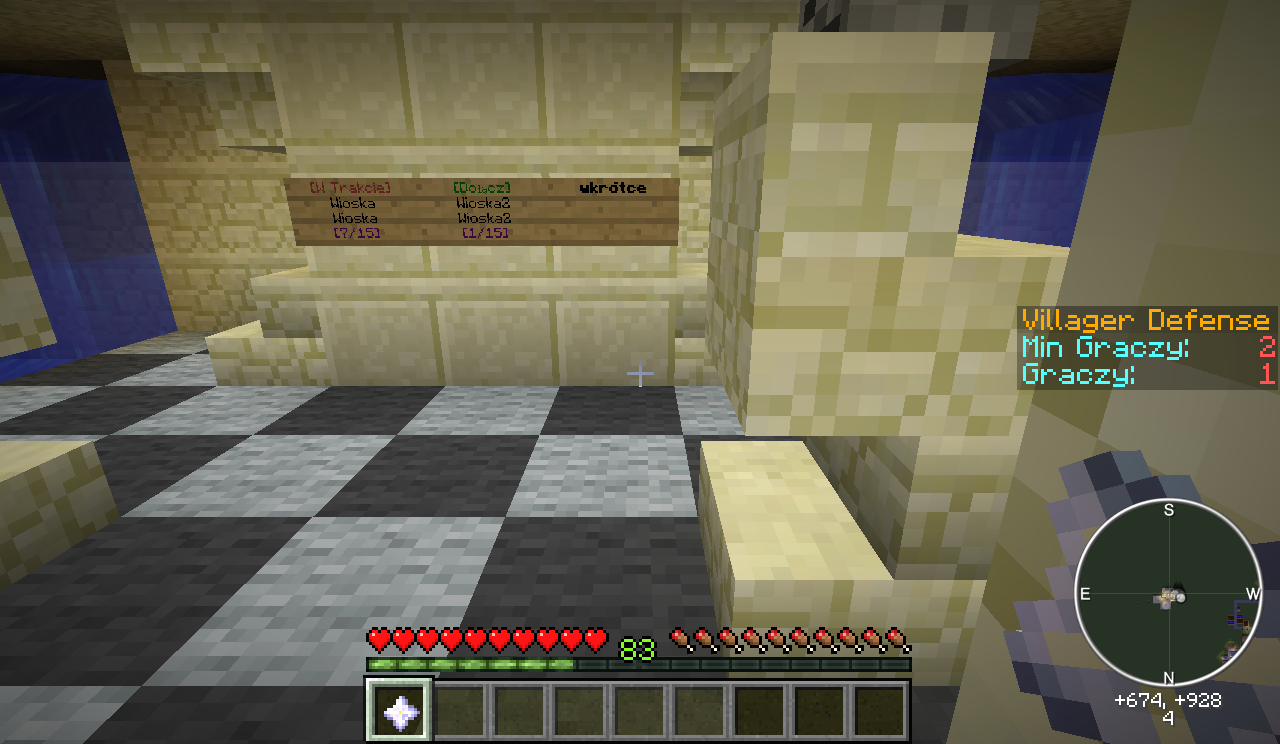 [W Trakcie]
Wioska
Wioska
[7/15]
[Dołącz]
Wioska2
Wioska2
[1/15]
wkrótce
Villager Defense
Min Graczy: 2
Graczy: 1
83
S
E
W
N
+674, +928
4